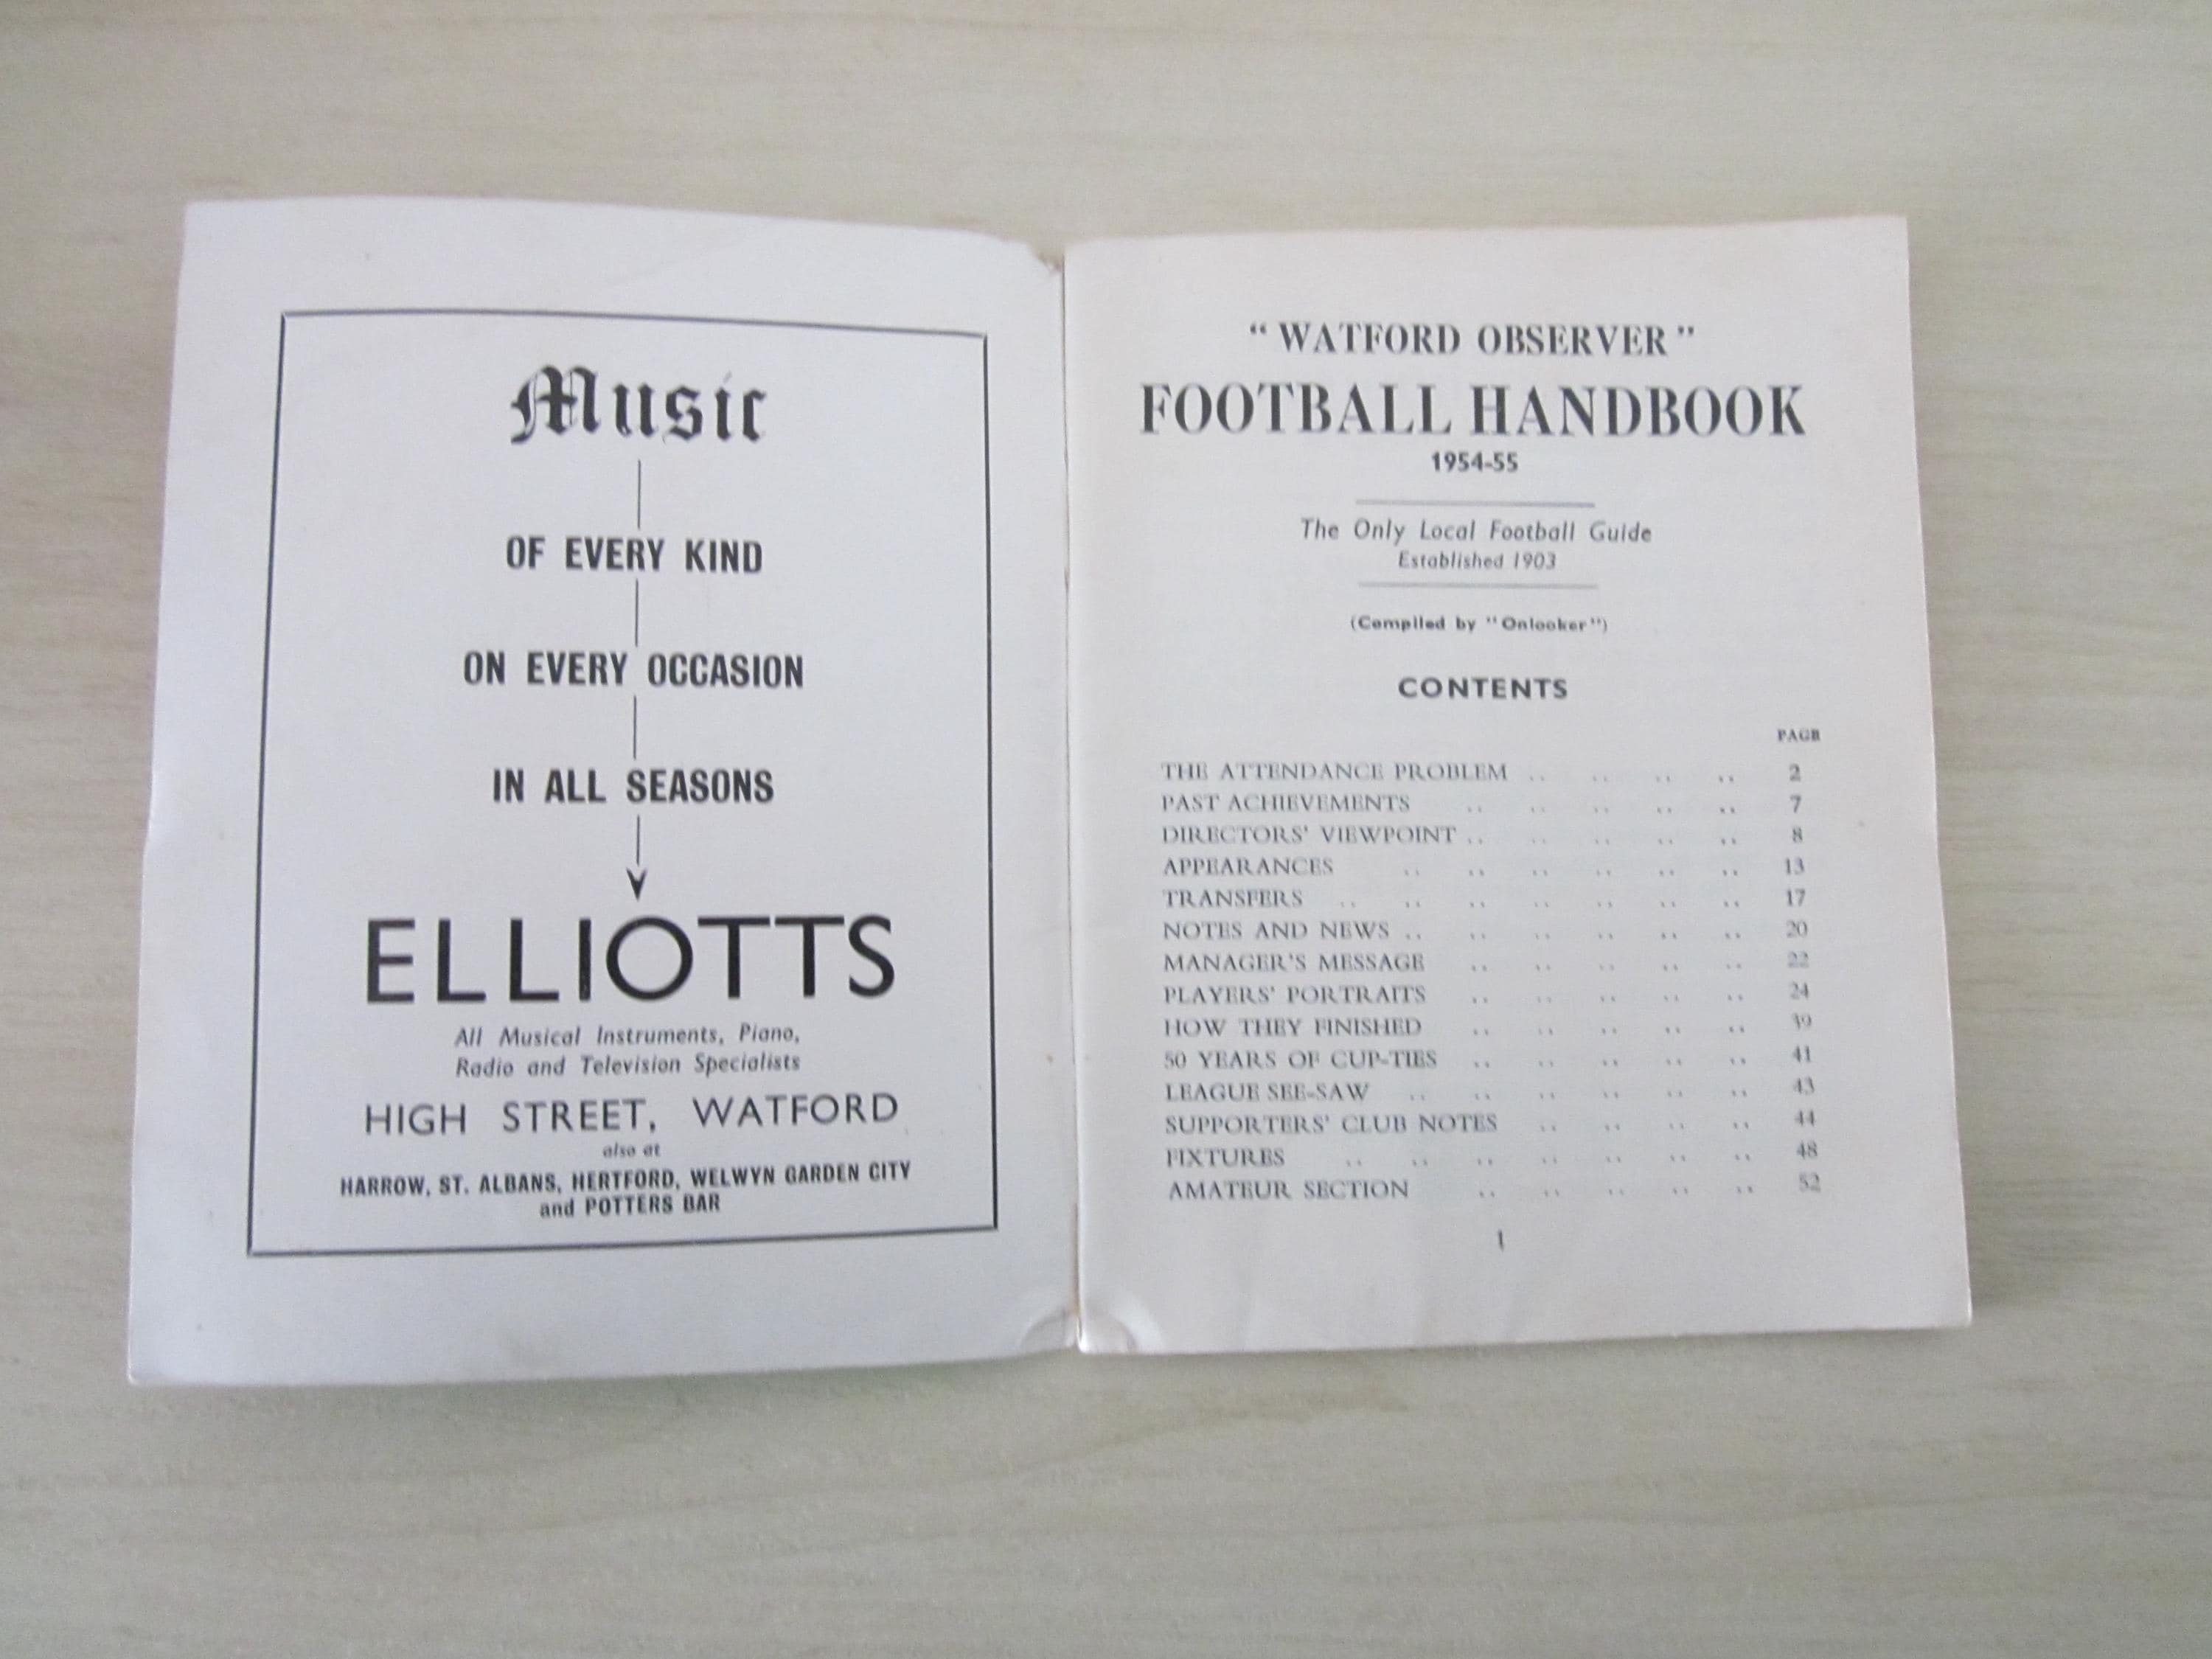 Music
OF EVERY KIND
ON EVERY OCCASION
IN ALL SEASONS
ELLIOTTS
All Musical Instruments, Piano,
Radio and Television Specialists
HIGH STREET, WATFORD
also at
HARROW, ST. ALBANS, HERTFORD, WELWYN GARDEN CITY
and POTTERS BAR
"WATFORD OBSERVER"
FOOTBALL HANDBOOK
1954-55
The Only Local Football Guide
Established 1903
(Compiled by "Onlooker")
CONTENTS
PAGE
THE ATTENDANCE PROBLEM .. .. .. .. 2
PAST ACHIEVEMENTS .. .. .. .. .. 7
DIRECTORS' VIEWPOINT .. .. .. .. .. 8
APPEARANCES .. .. .. .. .. .. 13
TRANSFERS .. .. .. .. .. .. .. 17
NOTES AND NEWS .. .. .. .. .. .. 20
MANAGER'S MESSAGE .. .. .. .. .. 22
PLAYERS' PORTRAITS .. .. .. .. .. 24
HOW THEY FINISHED .. .. .. .. .. 39
50 YEARS OF CUP-TIES .. .. .. .. .. 41
LEAGUE SEE-SAW .. .. .. .. .. .. 43
SUPPORTERS' CLUB NOTES .. .. .. .. 44
FIXTURES .. .. .. .. .. .. .. 48
AMATEUR SECTION .. .. .. .. .. 52
1